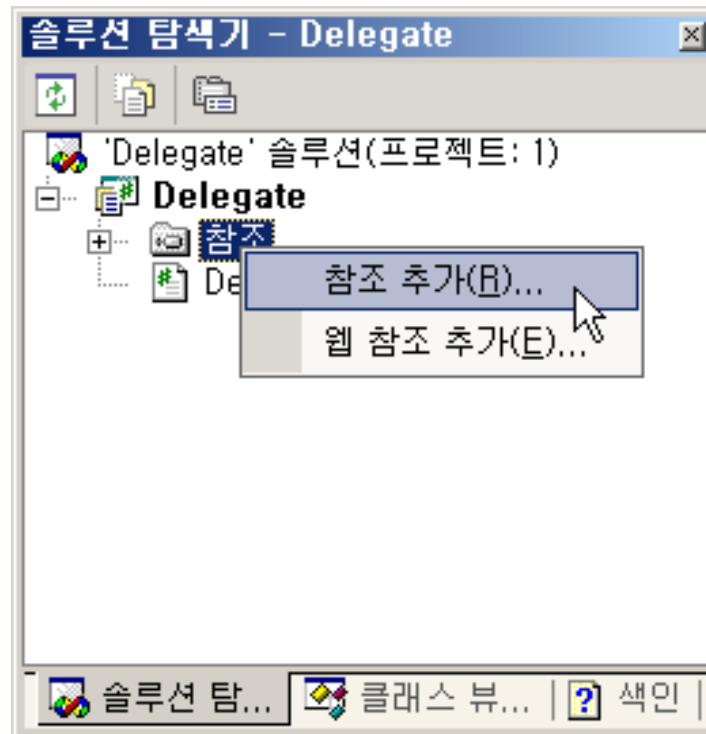 솔루션 탐색기 - Delegate
'Delegate' 솔루션(프로젝트: 1)
Delegate
참조
De
참조 추가(R)...
웹 참조 추가(E)...
솔루션 탐... 클래스 뷰... 색인